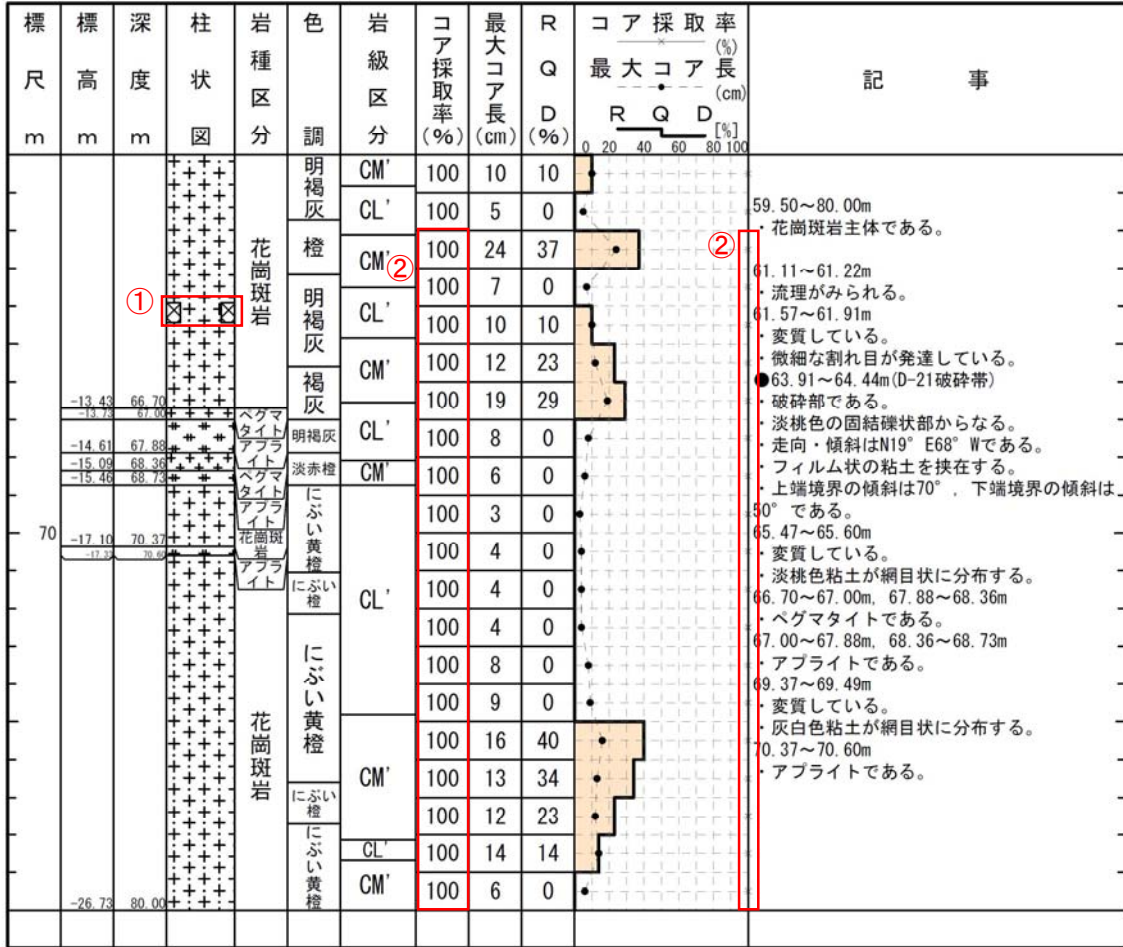 標尺 m
標高 m
深度 m
柱状図
岩種区分
色調
岩級区分
コア採取率(%)
最大コア長(cm)
RQD(%)
コア採取率
(%)
最大コア長
(cm)
R Q D
[%]
0 20 40 60 80 100
記 事
70
-13.43 66.70
-13.73 67.00
-14.61 67.88
-15.09 68.36
-15.46 68.73
-17.10 70.37
70.60
-26.73 80.00
①
花崗斑岩
ペグマタイト
アプライト
ペグマタイト
アプライト
花崗斑岩
アプライト
花崗斑岩
明褐灰
橙
明褐灰
褐灰
明褐灰
淡赤橙
にぶい黄橙
にぶい橙
にぶい黄橙
にぶい橙
にぶい黄橙
CM'
CL'
CM'
CL'
CM'
CL'
CM'
CL'
CM'
CL'
CM'
②
②
100 10 10
100 5 0
100 24 37
100 7 0
100 10 10
100 12 23
100 19 29
100 8 0
100 6 0
100 3 0
100 4 0
100 4 0
100 4 0
100 8 0
100 9 0
100 16 40
100 13 34
100 12 23
100 14 14
100 6 0
59.50～80.00m
・花崗斑岩主体である。
61.11～61.22m
・流理がみられる。
61.57～61.91m
・変質している。
・微細な割れ目が発達している。
●63.91～64.44m(D-21破砕帯)
・破砕部である。
・淡桃色の固結礫状部からなる。
・走向・傾斜はN19°E68°Wである。
・フィルム状の粘土を挟在する。
・上端境界の傾斜は70°，下端境界の傾斜は
50°である。
65.47～65.60m
・変質している。
・淡桃色粘土が網目状に分布する。
66.70～67.00m, 67.88～68.36m
・ペグマタイトである。
67.00～67.88m, 68.36～68.73m
・アプライトである。
69.37～69.49m
・変質している。
・灰白色粘土が網目状に分布する。
70.37～70.60m
・アプライトである。